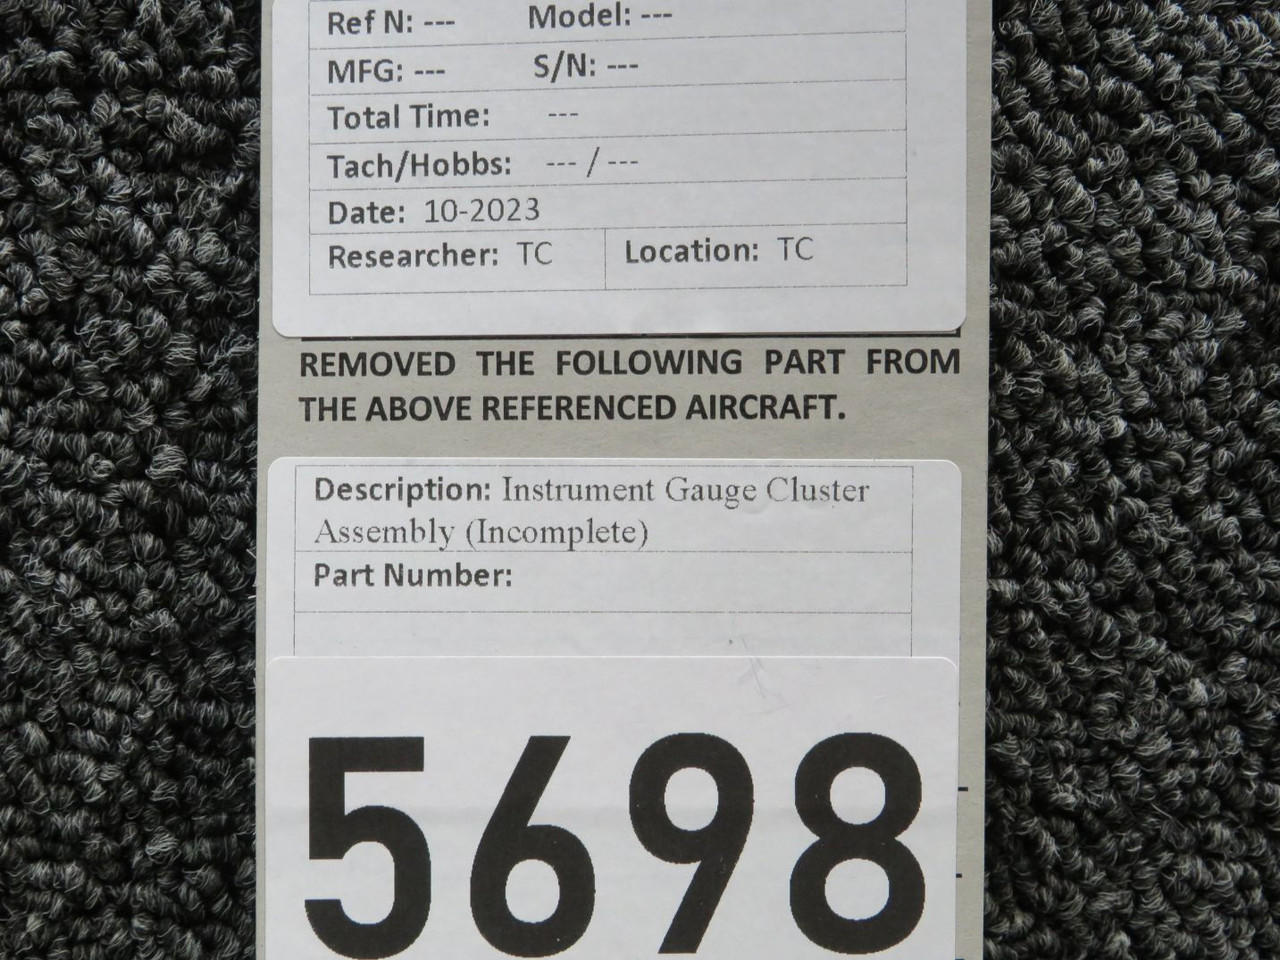 Ref N: --- Model: ---
MFG: --- S/N: ---
Total Time: ---
Tach/Hobbs: --- / ---
Date: 10-2023
Researcher: TC Location: TC
REMOVED THE FOLLOWING PART FROM
THE ABOVE REFERENCED AIRCRAFT.
Description: Instrument Gauge Cluster
Assembly (Incomplete)
Part Number:
5698